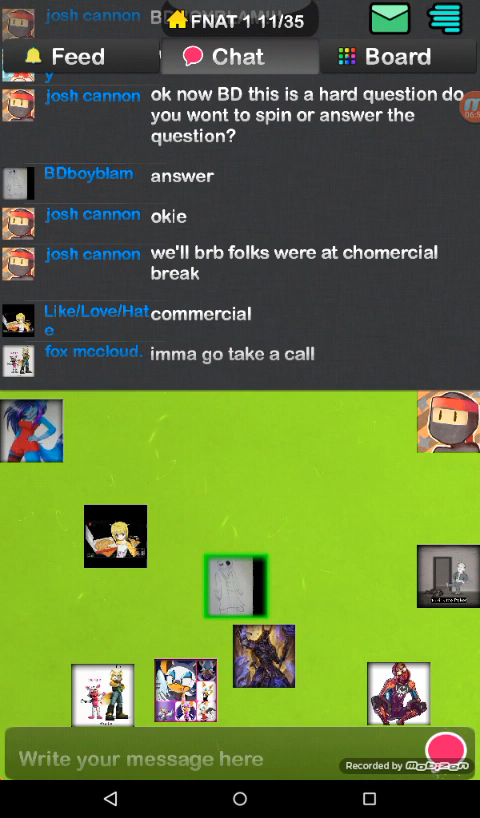 josh cannon
FNAT 1 11/35
Feed
Chat
Board
y
josh cannon
ok now BD this is a hard question do
you wont to spin or answer the
question?
BDboyblam
answer
josh cannon
okie
josh cannon
we'll brb folks were at chomercial
break
Like/Love/Hat
e
commercial
fox mccloud.
imma go take a call
Write your message here
Recorded by
mobizen